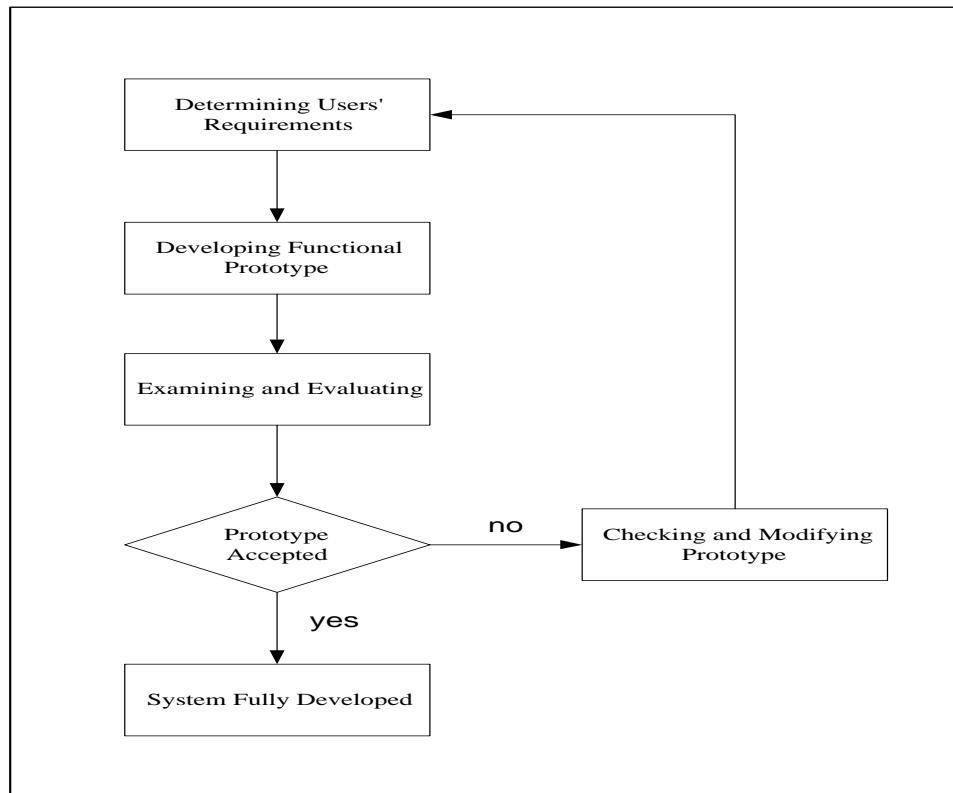 Determining Users'
Requirements
Developing Functional
Prototype
Examining and Evaluating
Prototype
Accepted
no
Checking and Modifying
Prototype
yes
System Fully Developed